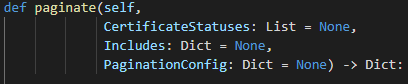 def paginate(self,
CertificateStatuses: List = None,
Includes: Dict = None,
PaginationConfig: Dict = None) -> Dict: